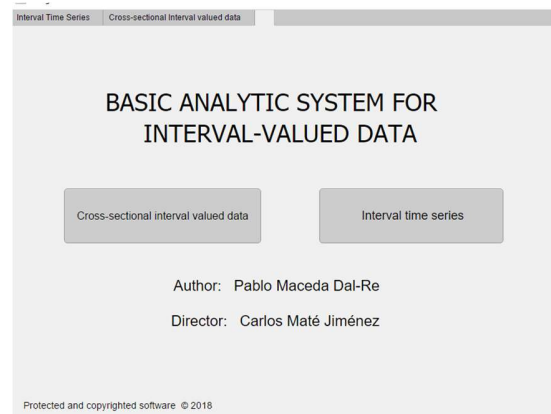 Interval Time Series Cross-sectional Interval valued data
BASIC ANALYTIC SYSTEM FOR
INTERVAL-VALUED DATA
Cross-sectional interval valued data Interval time series
Author: Pablo Maceda Dal-Re
Director: Carlos Maté Jiménez
Protected and copyrighted software © 2018